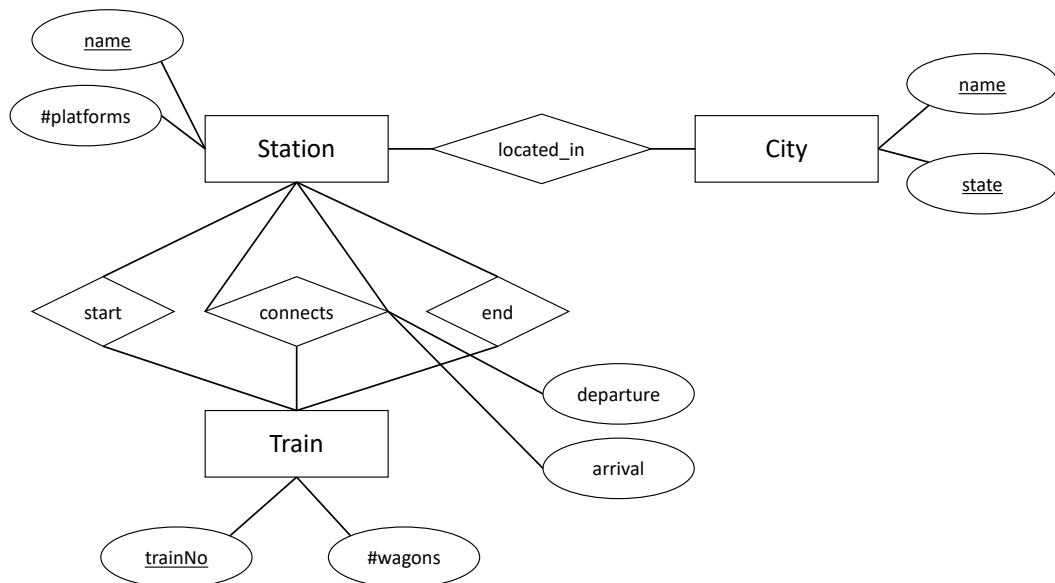 name
#platforms
Station
located_in
City
name
state
start
connects
end
departure
arrival
Train
trainNo
#wagons